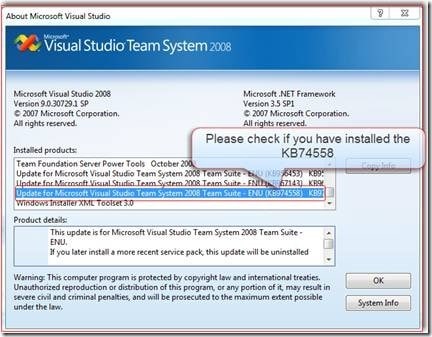 About Microsoft Visual Studio
Microsoft®
Visual Studio Team System 2008
Microsoft Visual Studio 2008
Version 9.0.30729.1 SP
© 2007 Microsoft Corporation.
All rights reserved.
Microsoft .NET Framework
Version 3.5 SP1
© 2007 Microsoft Corporation.
All rights reserved.
Please check if you have installed the
KB74558
Installed products:
Team Foundation Server Power Tools October 200
Update for Microsoft Visual Studio Team System 2008 Team Suite - ENU (KB956453) KB95
Update for Microsoft Visual Studio Team System 2008 Team Suite - ENU (KB967143) KB96
Update for Microsoft Visual Studio Team System 2008 Team Suite - ENU (KB974558) KB97
Windows Installer XML Toolset 3.0
Copy Info
Product details:
This update is for Microsoft Visual Studio Team System 2008 Team Suite -
ENU.
If you later install a more recent service pack, this update will be uninstalled
Warning: This computer program is protected by copyright law and international treaties.
Unauthorized reproduction or distribution of this program, or any portion of it, may result in
severe civil and criminal penalties, and will be prosecuted to the maximum extent possible
under the law.
OK
System Info